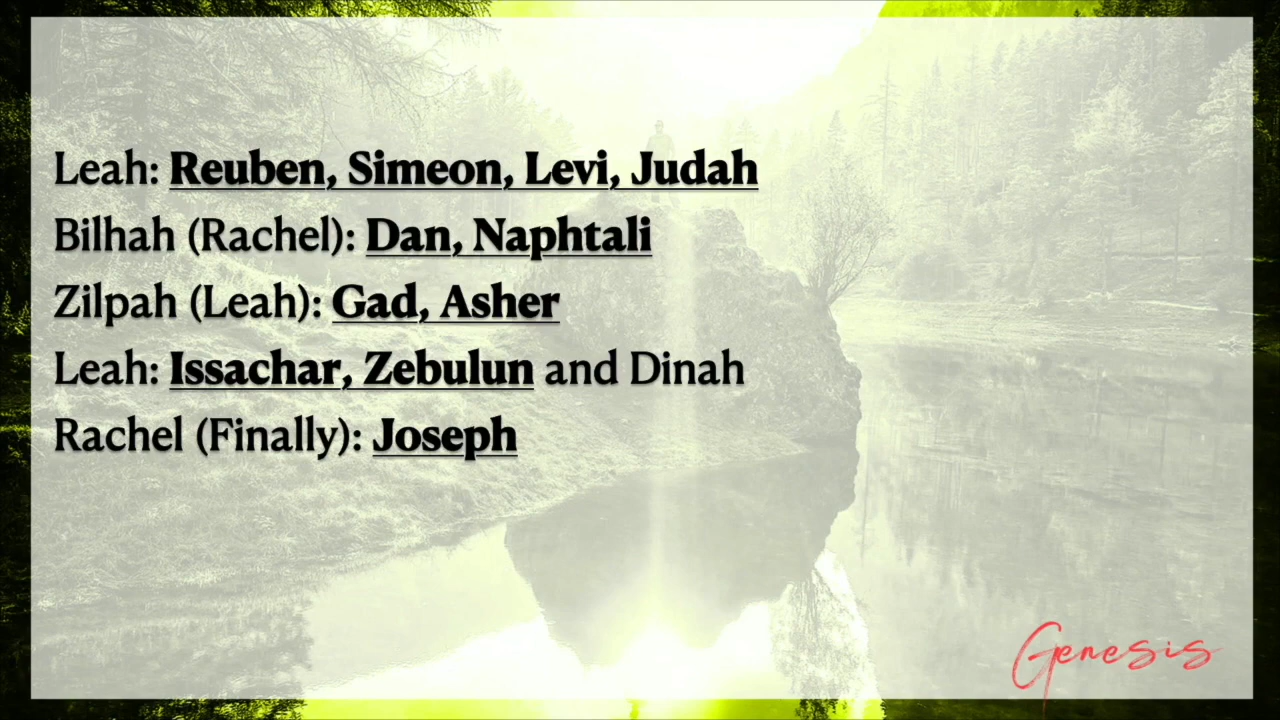 Leah: Reuben, Simeon, Levi, Judah
Bilhah (Rachel): Dan, Naphtali
Zilpah (Leah): Gad, Asher
Leah: Issachar, Zebulun and Dinah
Rachel (Finally): Joseph
Genesis